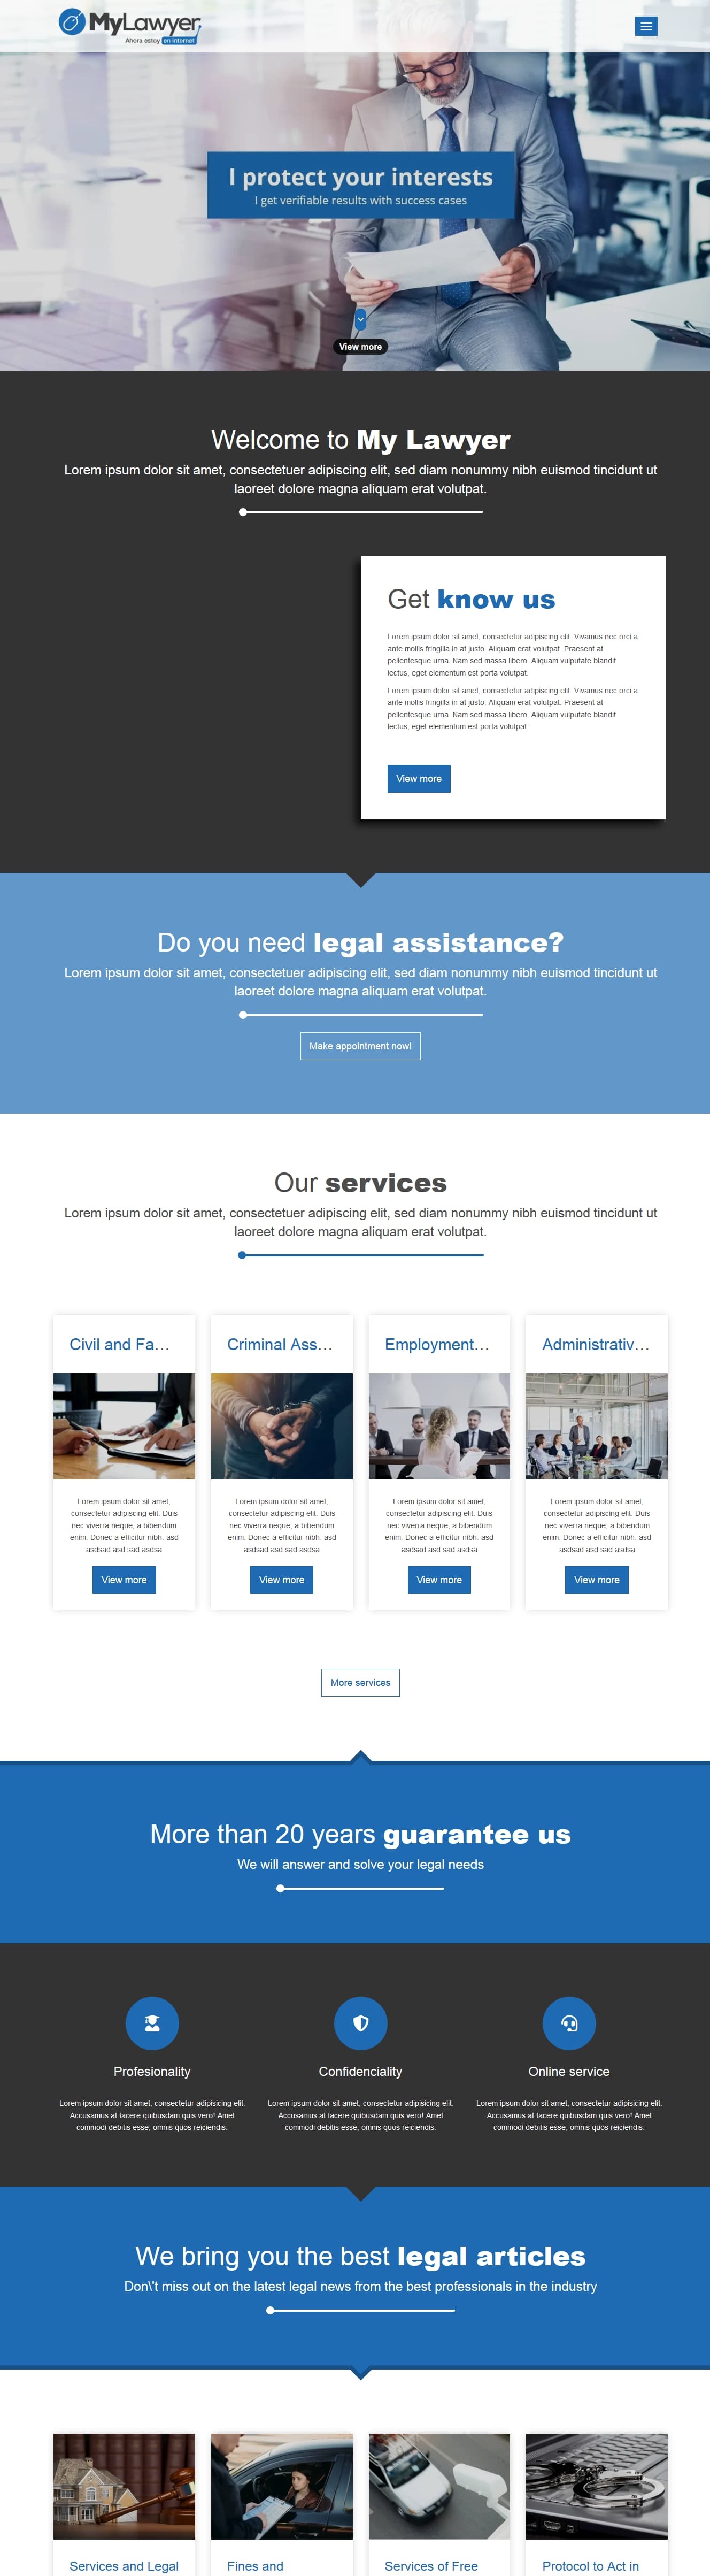 MyLawyer
Ahora estoy en internet
I protect your interests
I get verifiable results with success cases
View more
Welcome to My Lawyer
Lorem ipsum dolor sit amet, consectetuer adipiscing elit, sed diam nonummy nibh euismod tincidunt ut
laoreet dolore magna aliquam erat volutpat.
Get know us
Lorem ipsum dolor sit amet, consectetur adipiscing elit. Vivamus nec orci a
ante mollis fringilla in at justo. Aliquam erat volutpat. Praesent at
pellentesque urna. Nam sed massa libero. Aliquam vulputate blandit
lectus, eget elementum est porta volutpat.
Lorem ipsum dolor sit amet, consectetur adipiscing elit. Vivamus nec orci a
ante mollis fringilla in at justo. Aliquam erat volutpat. Praesent at
pellentesque urna. Nam sed massa libero. Aliquam vulputate blandit
lectus, eget elementum est porta volutpat.
View more
Do you need legal assistance?
Lorem ipsum dolor sit amet, consectetuer adipiscing elit, sed diam nonummy nibh euismod tincidunt ut
laoreet dolore magna aliquam erat volutpat.
Make appointment now!
Our services
Lorem ipsum dolor sit amet, consectetuer adipiscing elit, sed diam nonummy nibh euismod tincidunt ut
laoreet dolore magna aliquam erat volutpat.
Civil and Fa...
Lorem ipsum dolor sit amet,
consectetur adipiscing elit. Duis
nec viverra neque, a bibendum
enim. Donec a efficitur nibh. asd
asdsad asd sad asdsa
View more
Criminal Ass...
Lorem ipsum dolor sit amet,
consectetur adipiscing elit. Duis
nec viverra neque, a bibendum
enim. Donec a efficitur nibh. asd
asdsad asd sad asdsa
View more
Employment...
Lorem ipsum dolor sit amet,
consectetur adipiscing elit. Duis
nec viverra neque, a bibendum
enim. Donec a efficitur nibh. asd
asdsad asd sad asdsa
View more
Administrativ...
Lorem ipsum dolor sit amet,
consectetur adipiscing elit. Duis
nec viverra neque, a bibendum
enim. Donec a efficitur nibh. asd
asdsad asd sad asdsa
View more
More services
More than 20 years guarantee us
We will answer and solve your legal needs
Profesionality
Lorem ipsum dolor sit amet, consectetur adipisicing elit.
Accusamus at facere quibusdam quis vero! Amet
commodi debitis esse, omnis quos reiciendis.
Confidenciality
Lorem ipsum dolor sit amet, consectetur adipisicing elit.
Accusamus at facere quibusdam quis vero! Amet
commodi debitis esse, omnis quos reiciendis.
Online service
Lorem ipsum dolor sit amet, consectetur adipisicing elit.
Accusamus at facere quibusdam quis vero! Amet
commodi debitis esse, omnis quos reiciendis.
We bring you the best legal articles
Don\'t miss out on the latest legal news from the best professionals in the industry
Services and Legal
Fines and
Services of Free
Protocol to Act in